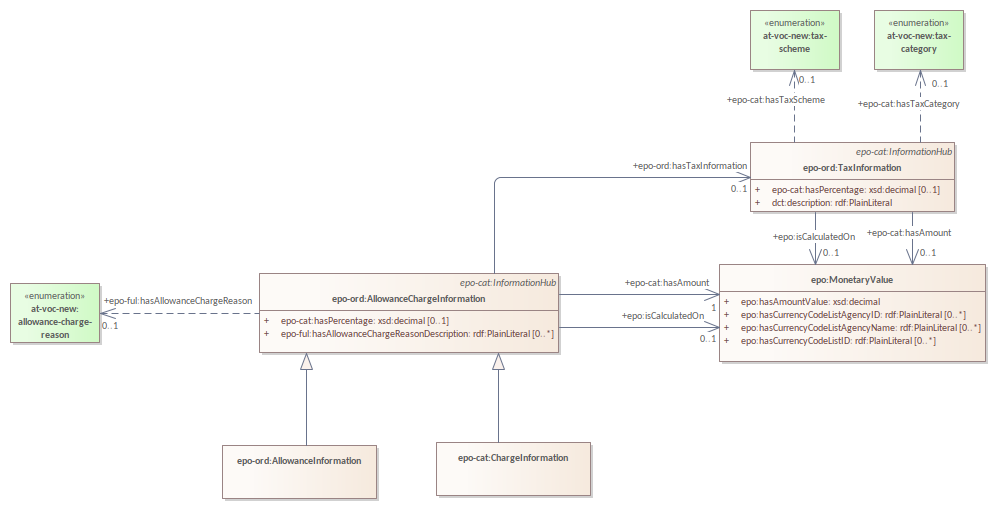 «enumeration»
at-voc-new:tax-
scheme
«enumeration»
at-voc-new:tax-
category
0..1
0..1
+epo-cat:hasTaxScheme
+epo-cat:hasTaxCategory
epo-cat:InformationHub
epo-ord:TaxInformation
+ epo-cat:hasPercentage: xsd:decimal [0..1]
+ dct:description: rdf:PlainLiteral
+epo-ord:hasTaxInformation
0..1
+epo:isCalculatedOn
+epo-cat:hasAmount
0..1
0..1
epo:MonetaryValue
+ epo:hasAmountValue: xsd:decimal
+ epo:hasCurrencyCodeListAgencyID: rdf:PlainLiteral [0..*]
+ epo:hasCurrencyCodeListAgencyName: rdf:PlainLiteral [0..*]
+ epo:hasCurrencyCodeListID: rdf:PlainLiteral [0..*]
+epo-cat:hasAmount
1
+epo:isCalculatedOn
0..1
epo-cat:InformationHub
epo-ord:AllowanceChargeInformation
+ epo-cat:hasPercentage: xsd:decimal [0..1]
+ epo-ful:hasAllowanceChargeReasonDescription: rdf:PlainLiteral [0..*]
+epo-ful:hasAllowanceChargeReason
0..1
«enumeration»
at-voc-new:
allowance-charge-
reason
epo-ord:AllowanceInformation
epo-cat:ChargeInformation